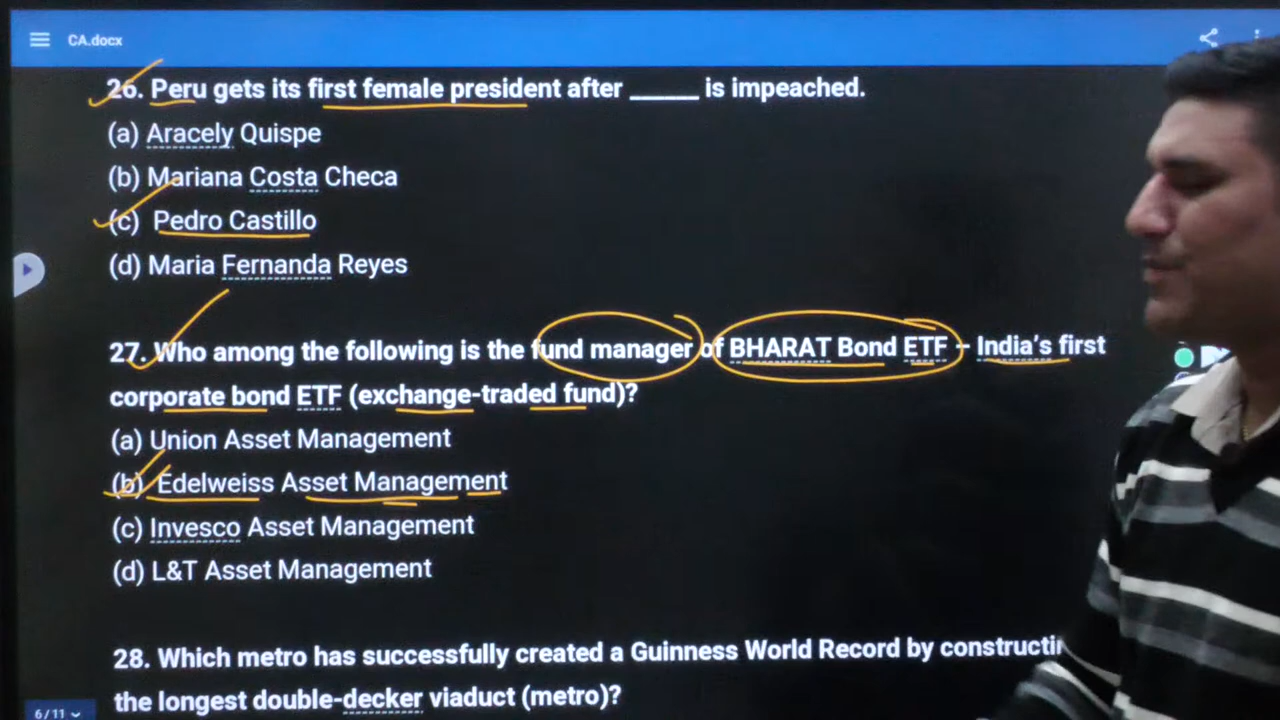 CA.docx
26. Peru gets its first female president after ______ is impeached.
(a) Aracely Quispe
(b) Mariana Costa Checa
(c) Pedro Castillo
(d) Maria Fernanda Reyes
27. Who among the following is the fund manager of BHARAT Bond ETF – India's first
corporate bond ETF (exchange-traded fund)?
(a) Union Asset Management
(b) Edelweiss Asset Management
(c) Invesco Asset Management
(d) L&T Asset Management
28. Which metro has successfully created a Guinness World Record by constructi
the longest double-decker viaduct (metro)?
6/11